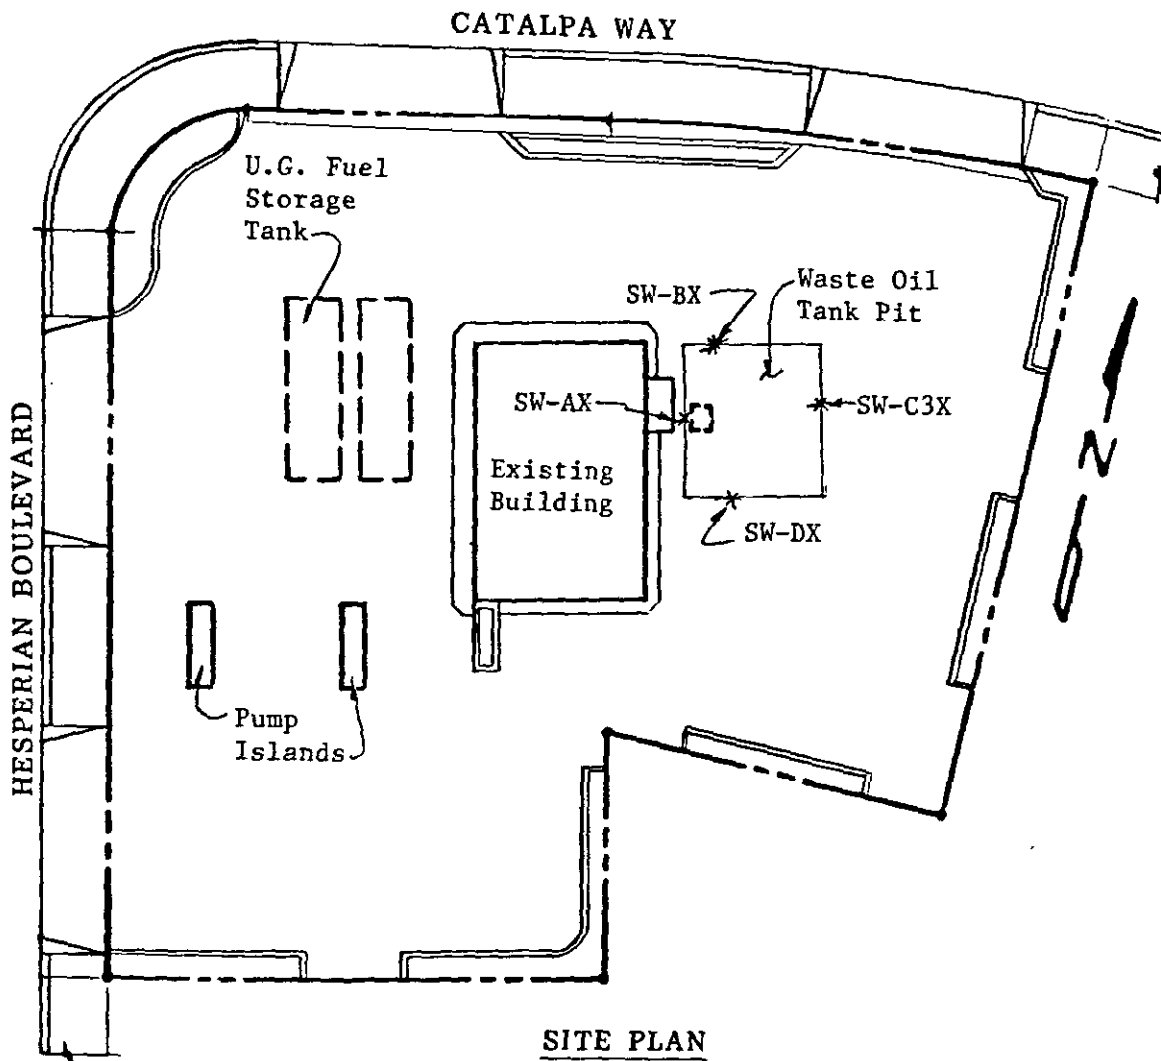 CATALPA WAY
U.G. Fuel
Storage
Tank
SW-BX
Waste Oil
Tank Pit
SW-AX
SW-C3X
Existing
Building
SW-DX
HESPERIAN BOULEVARD
N
Pump
Islands
SITE PLAN